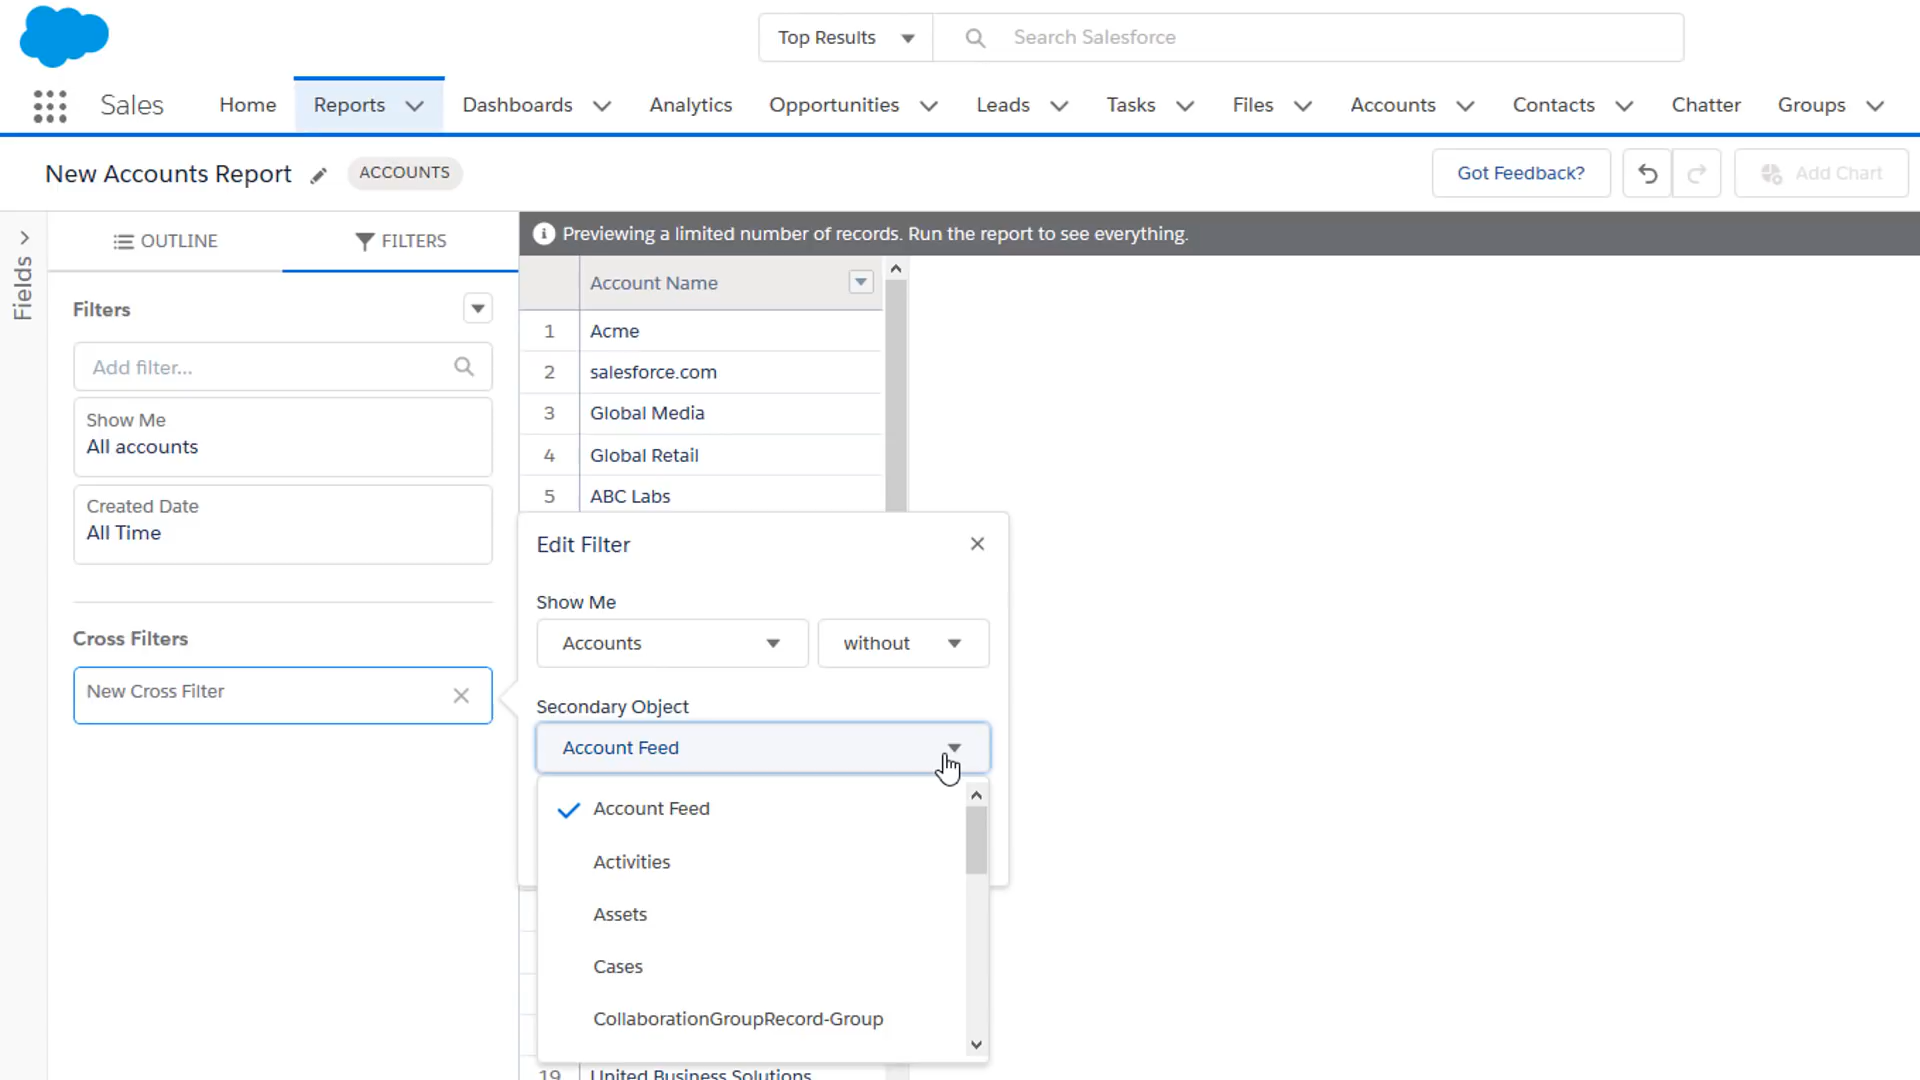 Top Results
Search Salesforce
Sales
Home
Reports
Dashboards
Analytics
Opportunities
Leads
Tasks
Files
Accounts
Contacts
Chatter
Groups
New Accounts Report
ACCOUNTS
Got Feedback?
Add Chart
Fields
OUTLINE
FILTERS
Previewing a limited number of records. Run the report to see everything.
Filters
Add filter...
Show Me
All accounts
Created Date
All Time
Cross Filters
New Cross Filter
Account Name
1 Acme
2 salesforce.com
3 Global Media
4 Global Retail
5 ABC Labs
Edit Filter
Show Me
Accounts
without
Secondary Object
Account Feed
Account Feed
Activities
Assets
Cases
CollaborationGroupRecord-Group
19 United Business Solutions